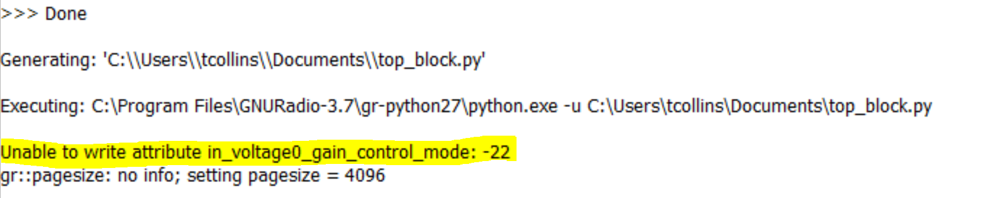 >>> Done
Generating: 'C:\\Users\\tcollins\\Documents\\top_block.py'
Executing: C:\Program Files\GNURadio-3.7\gr-python27\python.exe -u C:\Users\tcollins\Documents\top_block.py
Unable to write attribute in_voltage0_gain_control_mode: -22
gr::pagesize: no info; setting pagesize = 4096